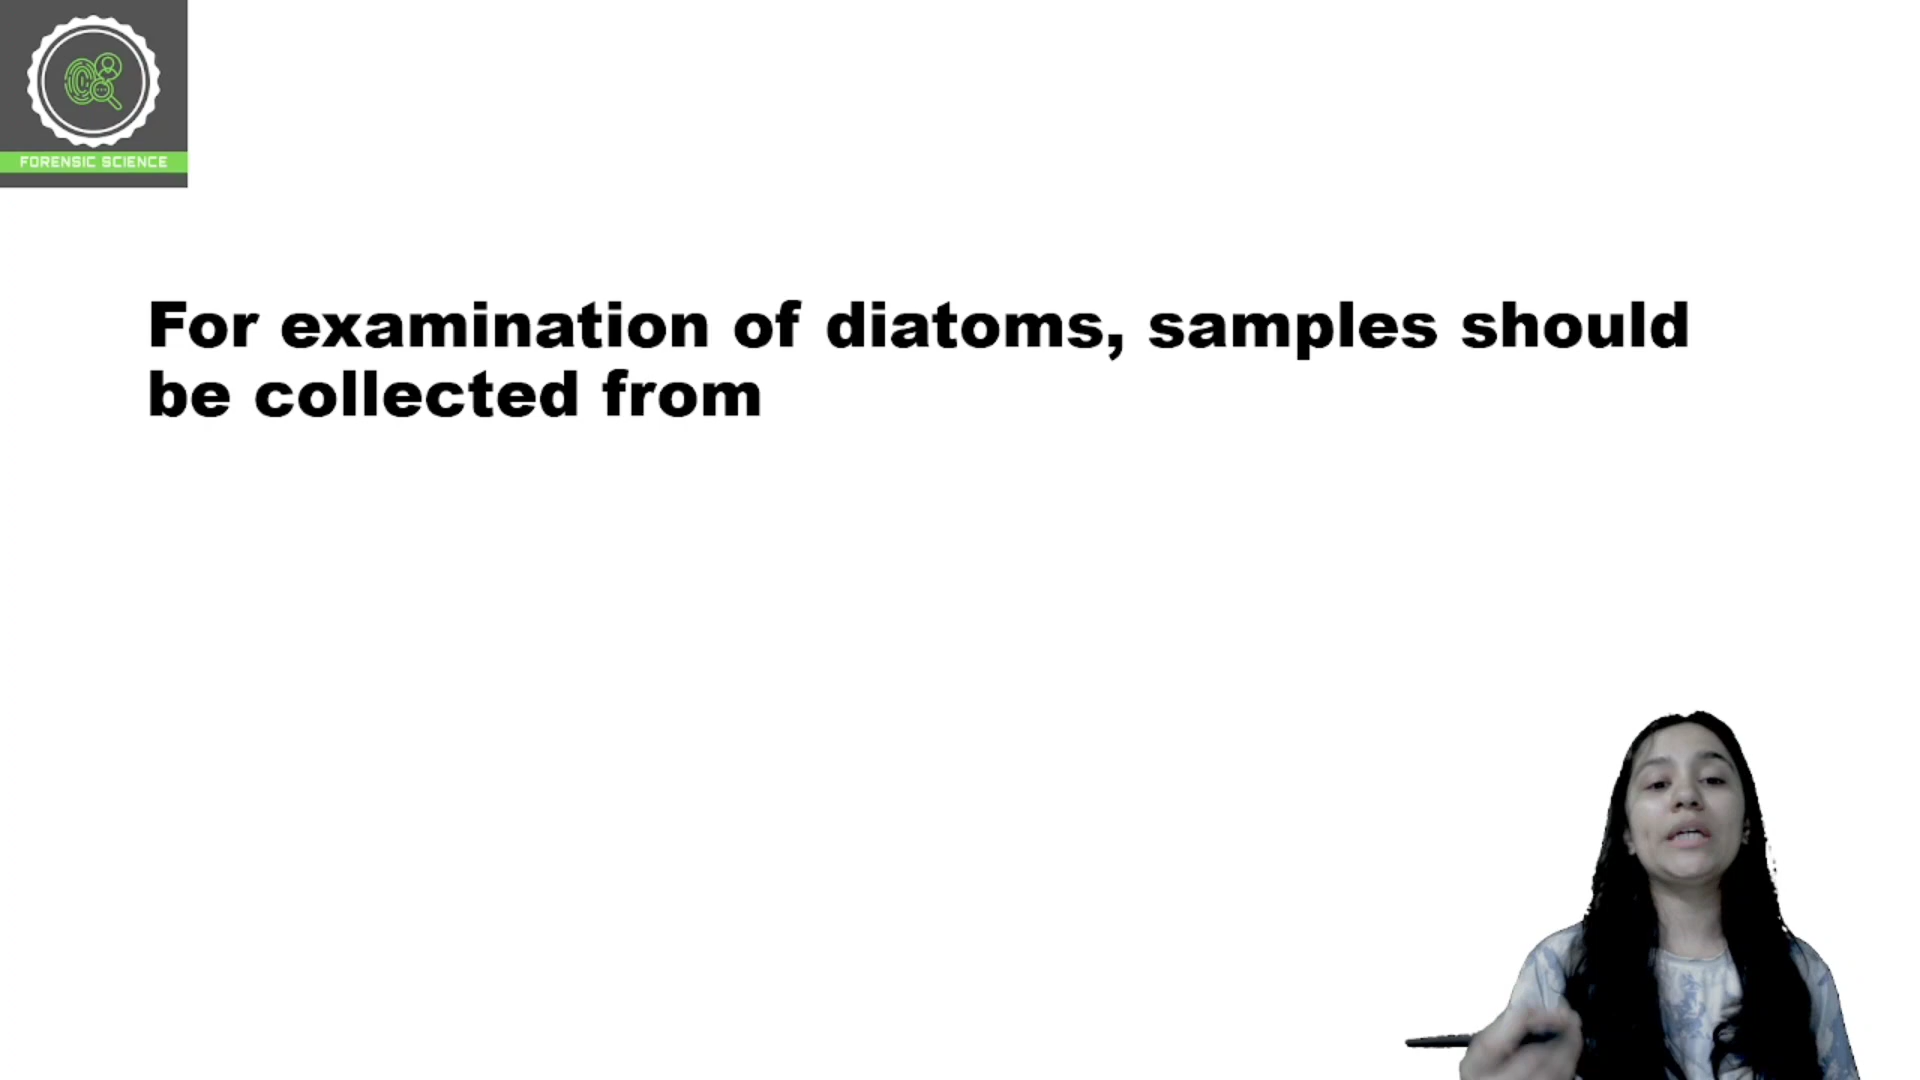 FORENSIC SCIENCE
For examination of diatoms, samples should
be collected from